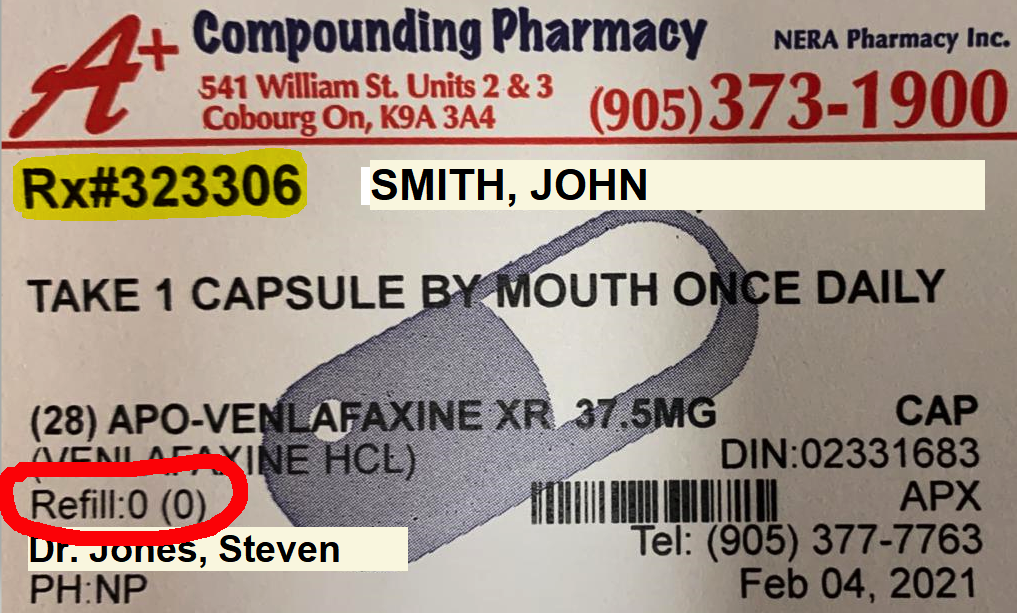 A+ Compounding Pharmacy NERA Pharmacy Inc.
541 William St. Units 2 & 3
Cobourg On, K9A 3A4 (905) 373-1900
Rx#323306 SMITH, JOHN
TAKE 1 CAPSULE BY MOUTH ONCE DAILY
(28) APO-VENLAFAXINE XR 37.5MG CAP
(VENLAFAXINE HCL) DIN:02331683
Refill:0 (0) APX
Dr. Jones, Steven Tel: (905) 377-7763
PH:NP Feb 04, 2021